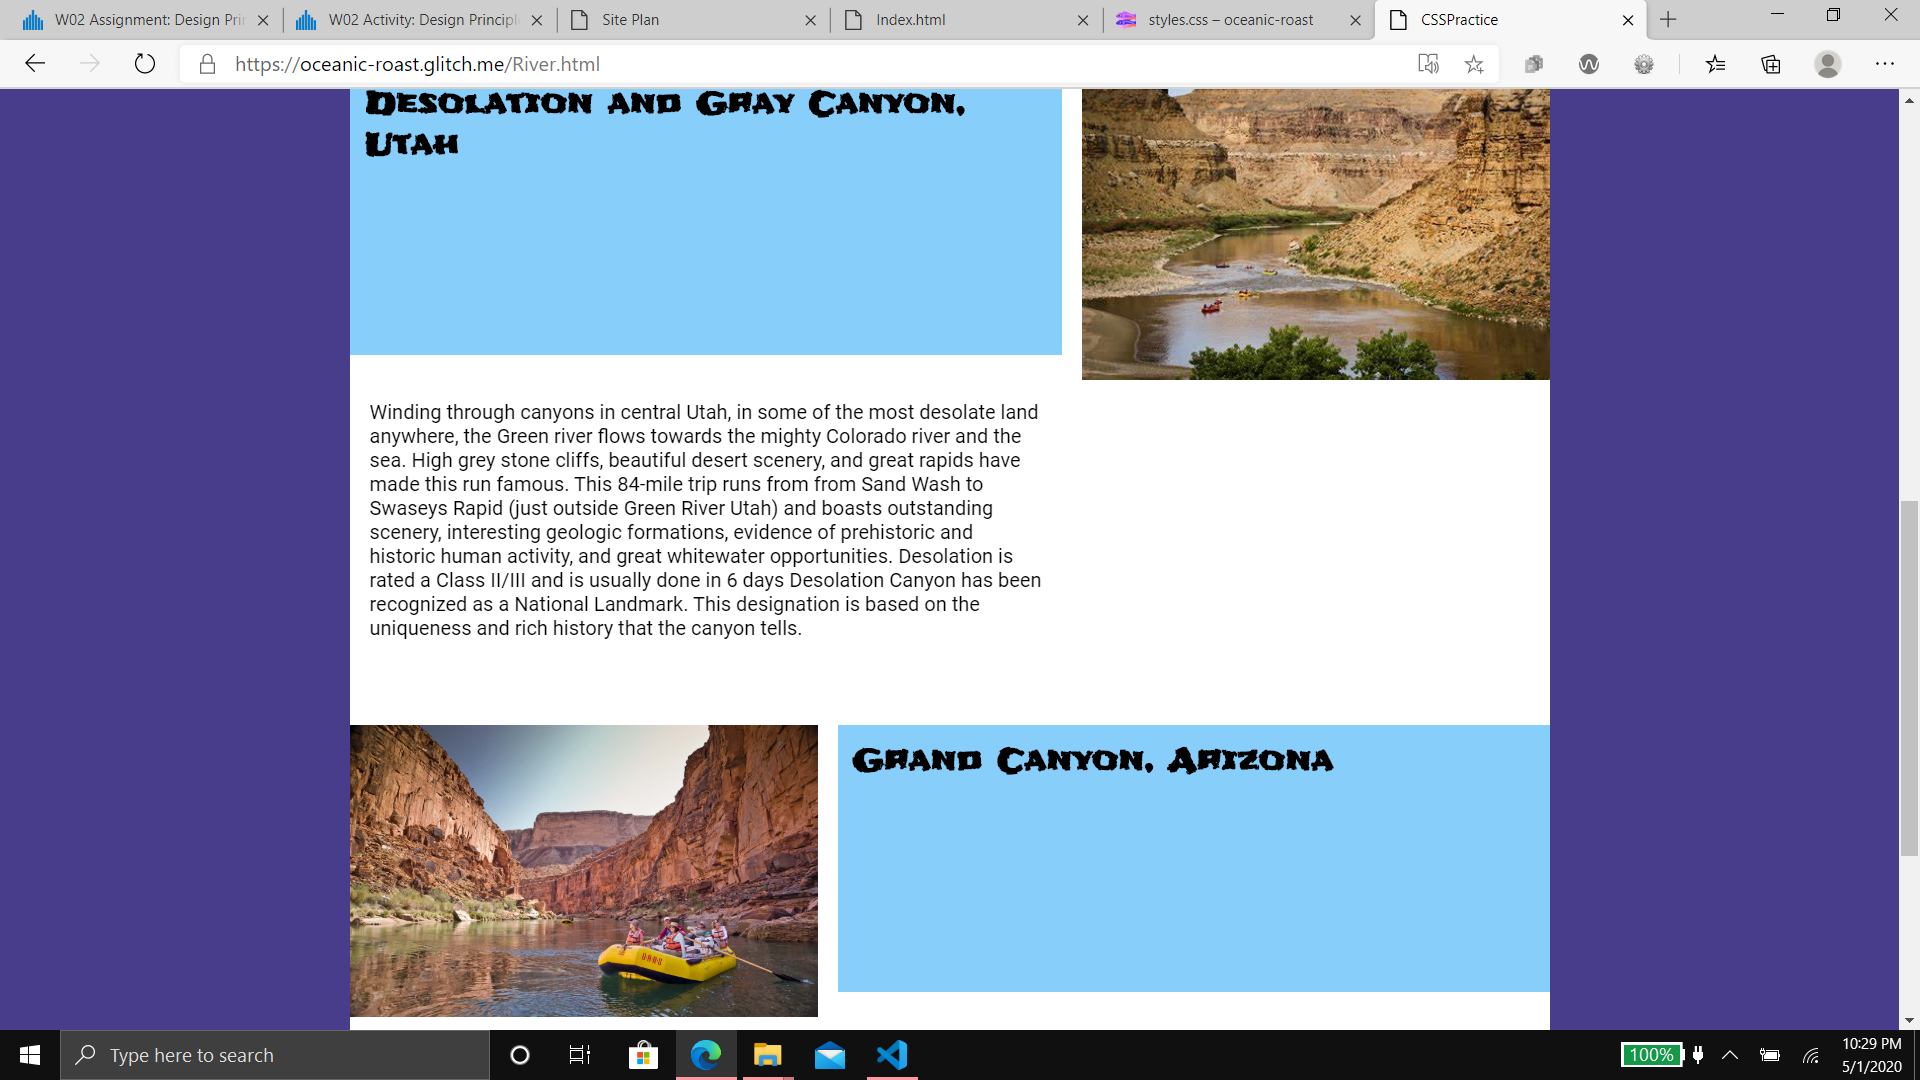 W02 Assignment: Design Prin
W02 Activity: Design Principl
Site Plan
Index.html
styles.css – oceanic-roast
CSSPractice
https://oceanic-roast.glitch.me/River.html
Desolation and Gray Canyon,
Utah
Winding through canyons in central Utah, in some of the most desolate land
anywhere, the Green river flows towards the mighty Colorado river and the
sea. High grey stone cliffs, beautiful desert scenery, and great rapids have
made this run famous. This 84-mile trip runs from from Sand Wash to
Swaseys Rapid (just outside Green River Utah) and boasts outstanding
scenery, interesting geologic formations, evidence of prehistoric and
historic human activity, and great whitewater opportunities. Desolation is
rated a Class II/III and is usually done in 6 days Desolation Canyon has been
recognized as a National Landmark. This designation is based on the
uniqueness and rich history that the canyon tells.
Grand Canyon, Arizona
OARS
Type here to search
100%
10:29 PM
5/1/2020